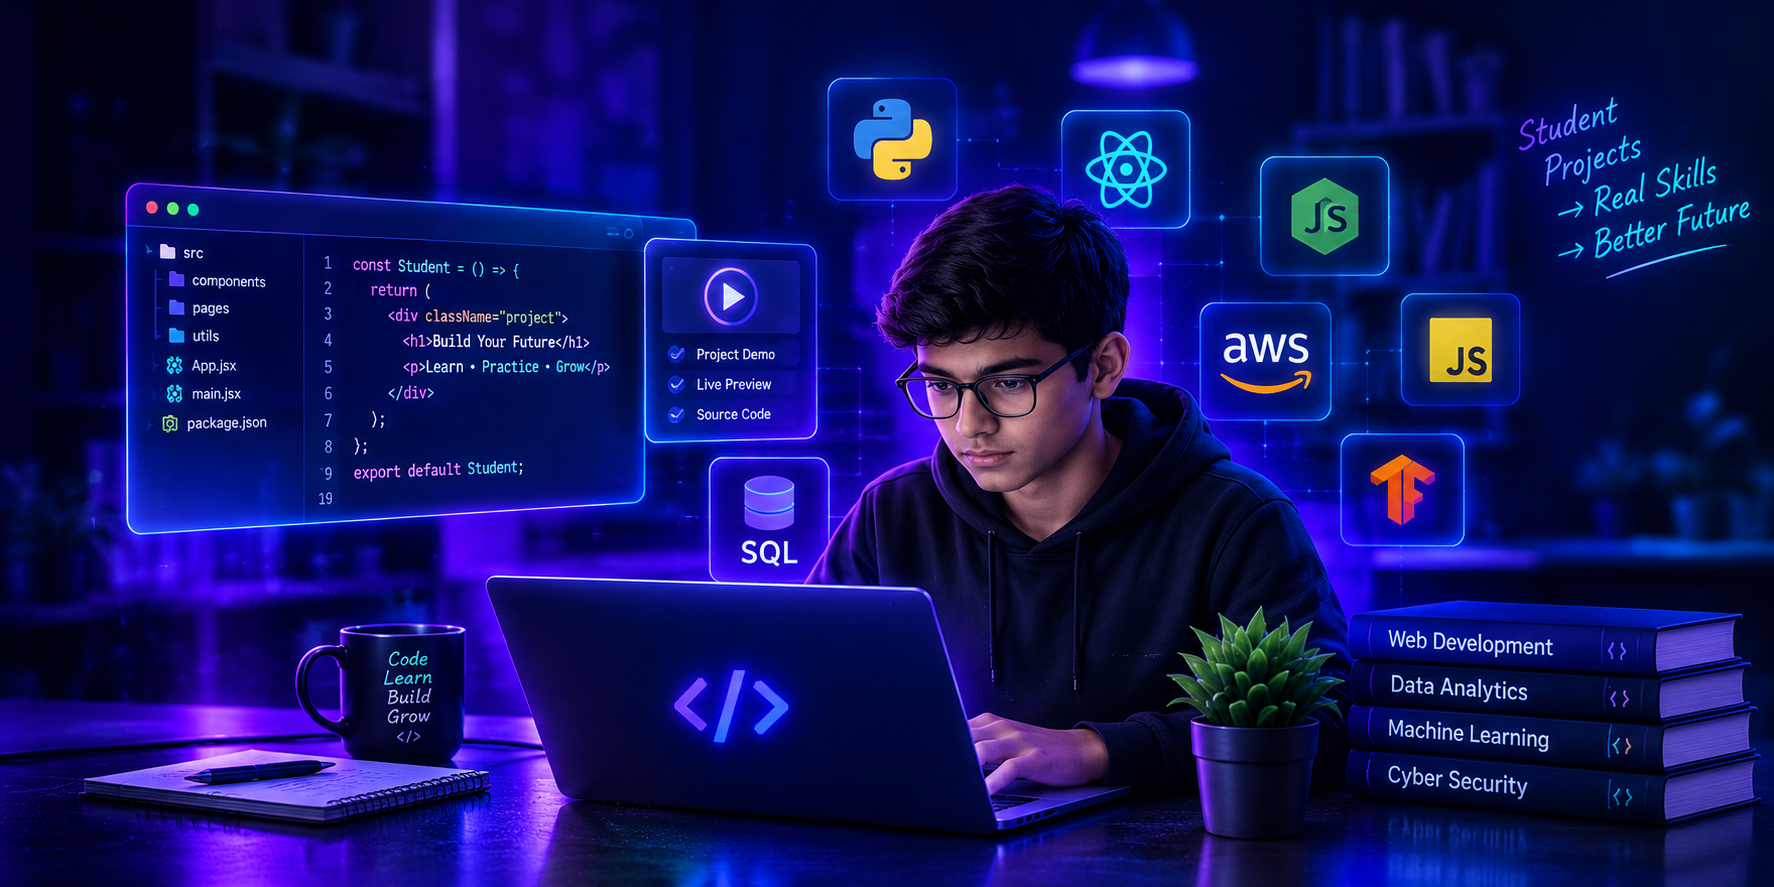 src
components
pages
utils
App.jsx
main.jsx
package.json
1 const Student = () => {
2 return (
3 <div className="project">
4 <h1>Build Your Future</h1>
5 <p>Learn • Practice • Grow</p>
6 </div>
7 );
8 };
9 export default Student;
19
Project Demo
Live Preview
Source Code
SQL
JS
aws
JS
TF
Student
Projects
→ Real Skills
→ Better Future
Code
Learn
Build
Grow
</>
</>
Web Development <>
Data Analytics <>
Machine Learning <>
Cyber Security <>